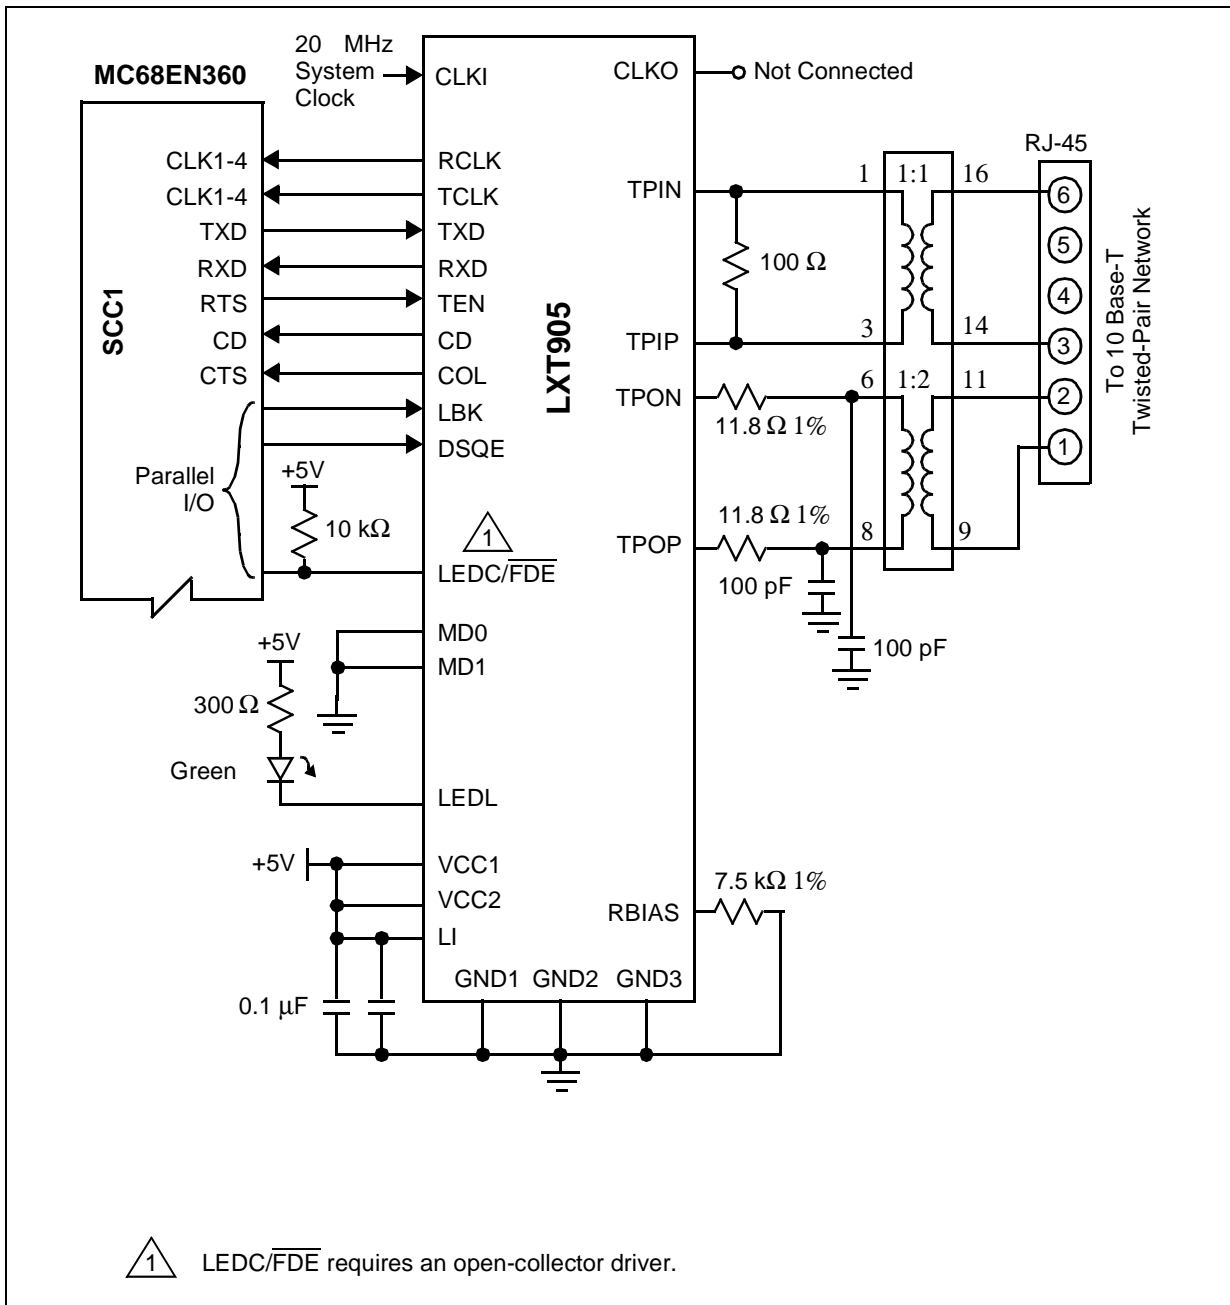 20 MHz
System
Clock
MC68EN360
SCC1
CLK1-4
CLK1-4
TXD
RXD
RTS
CD
CTS
Parallel
I/O
+5V
10 kΩ
CLKI
RCLK
TCLK
TXD
RXD
TEN
CD
COL
LBK
DSQE
1
LEDC/FDE
MD0
MD1
LEDL
VCC1
VCC2
LI
GND1 GND2 GND3
LXT905
CLKO
TPIN
TPIP
TPON
TPOP
RBIAS
Not Connected
100 Ω
11.8 Ω 1%
11.8 Ω 1%
100 pF
100 pF
7.5 kΩ 1%
1 1:1 16
3 14
6 1:2 11
8 9
RJ-45
6
5
4
3
2
1
To 10 Base-T
Twisted-Pair Network
+5V
300 Ω
Green
+5V
0.1 μF
1 LEDC/FDE requires an open-collector driver.